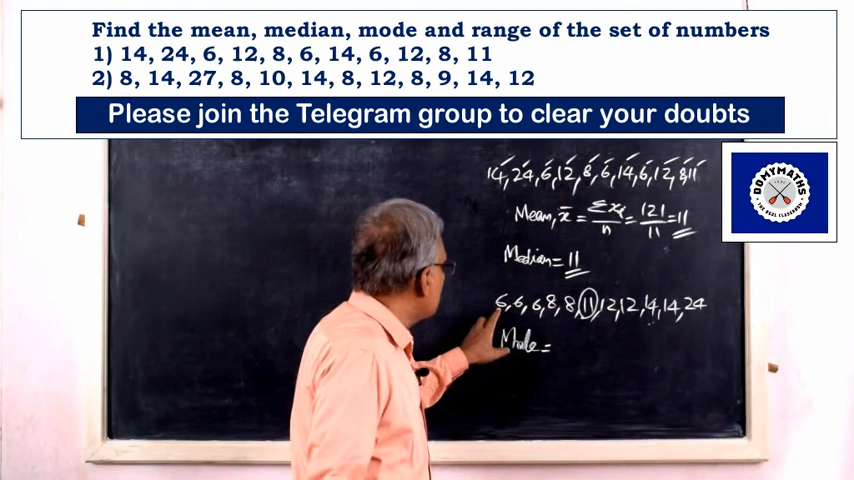 Find the mean, median, mode and range of the set of numbers
1) 14, 24, 6, 12, 8, 6, 14, 6, 12, 8, 11
2) 8, 14, 27, 8, 10, 14, 8, 12, 8, 9, 14, 12
Please join the Telegram group to clear your doubts
14, 24, 6, 12, 8, 6, 14, 6, 12, 8, 11
Mean, x̄ = Σxᵢ/n = 121/11 = 11
Median = 11
6, 6, 6, 8, 8, 11, 12, 12, 14, 14, 24
Mode =
DOMYMATHS
THE REAL CLASSROOM